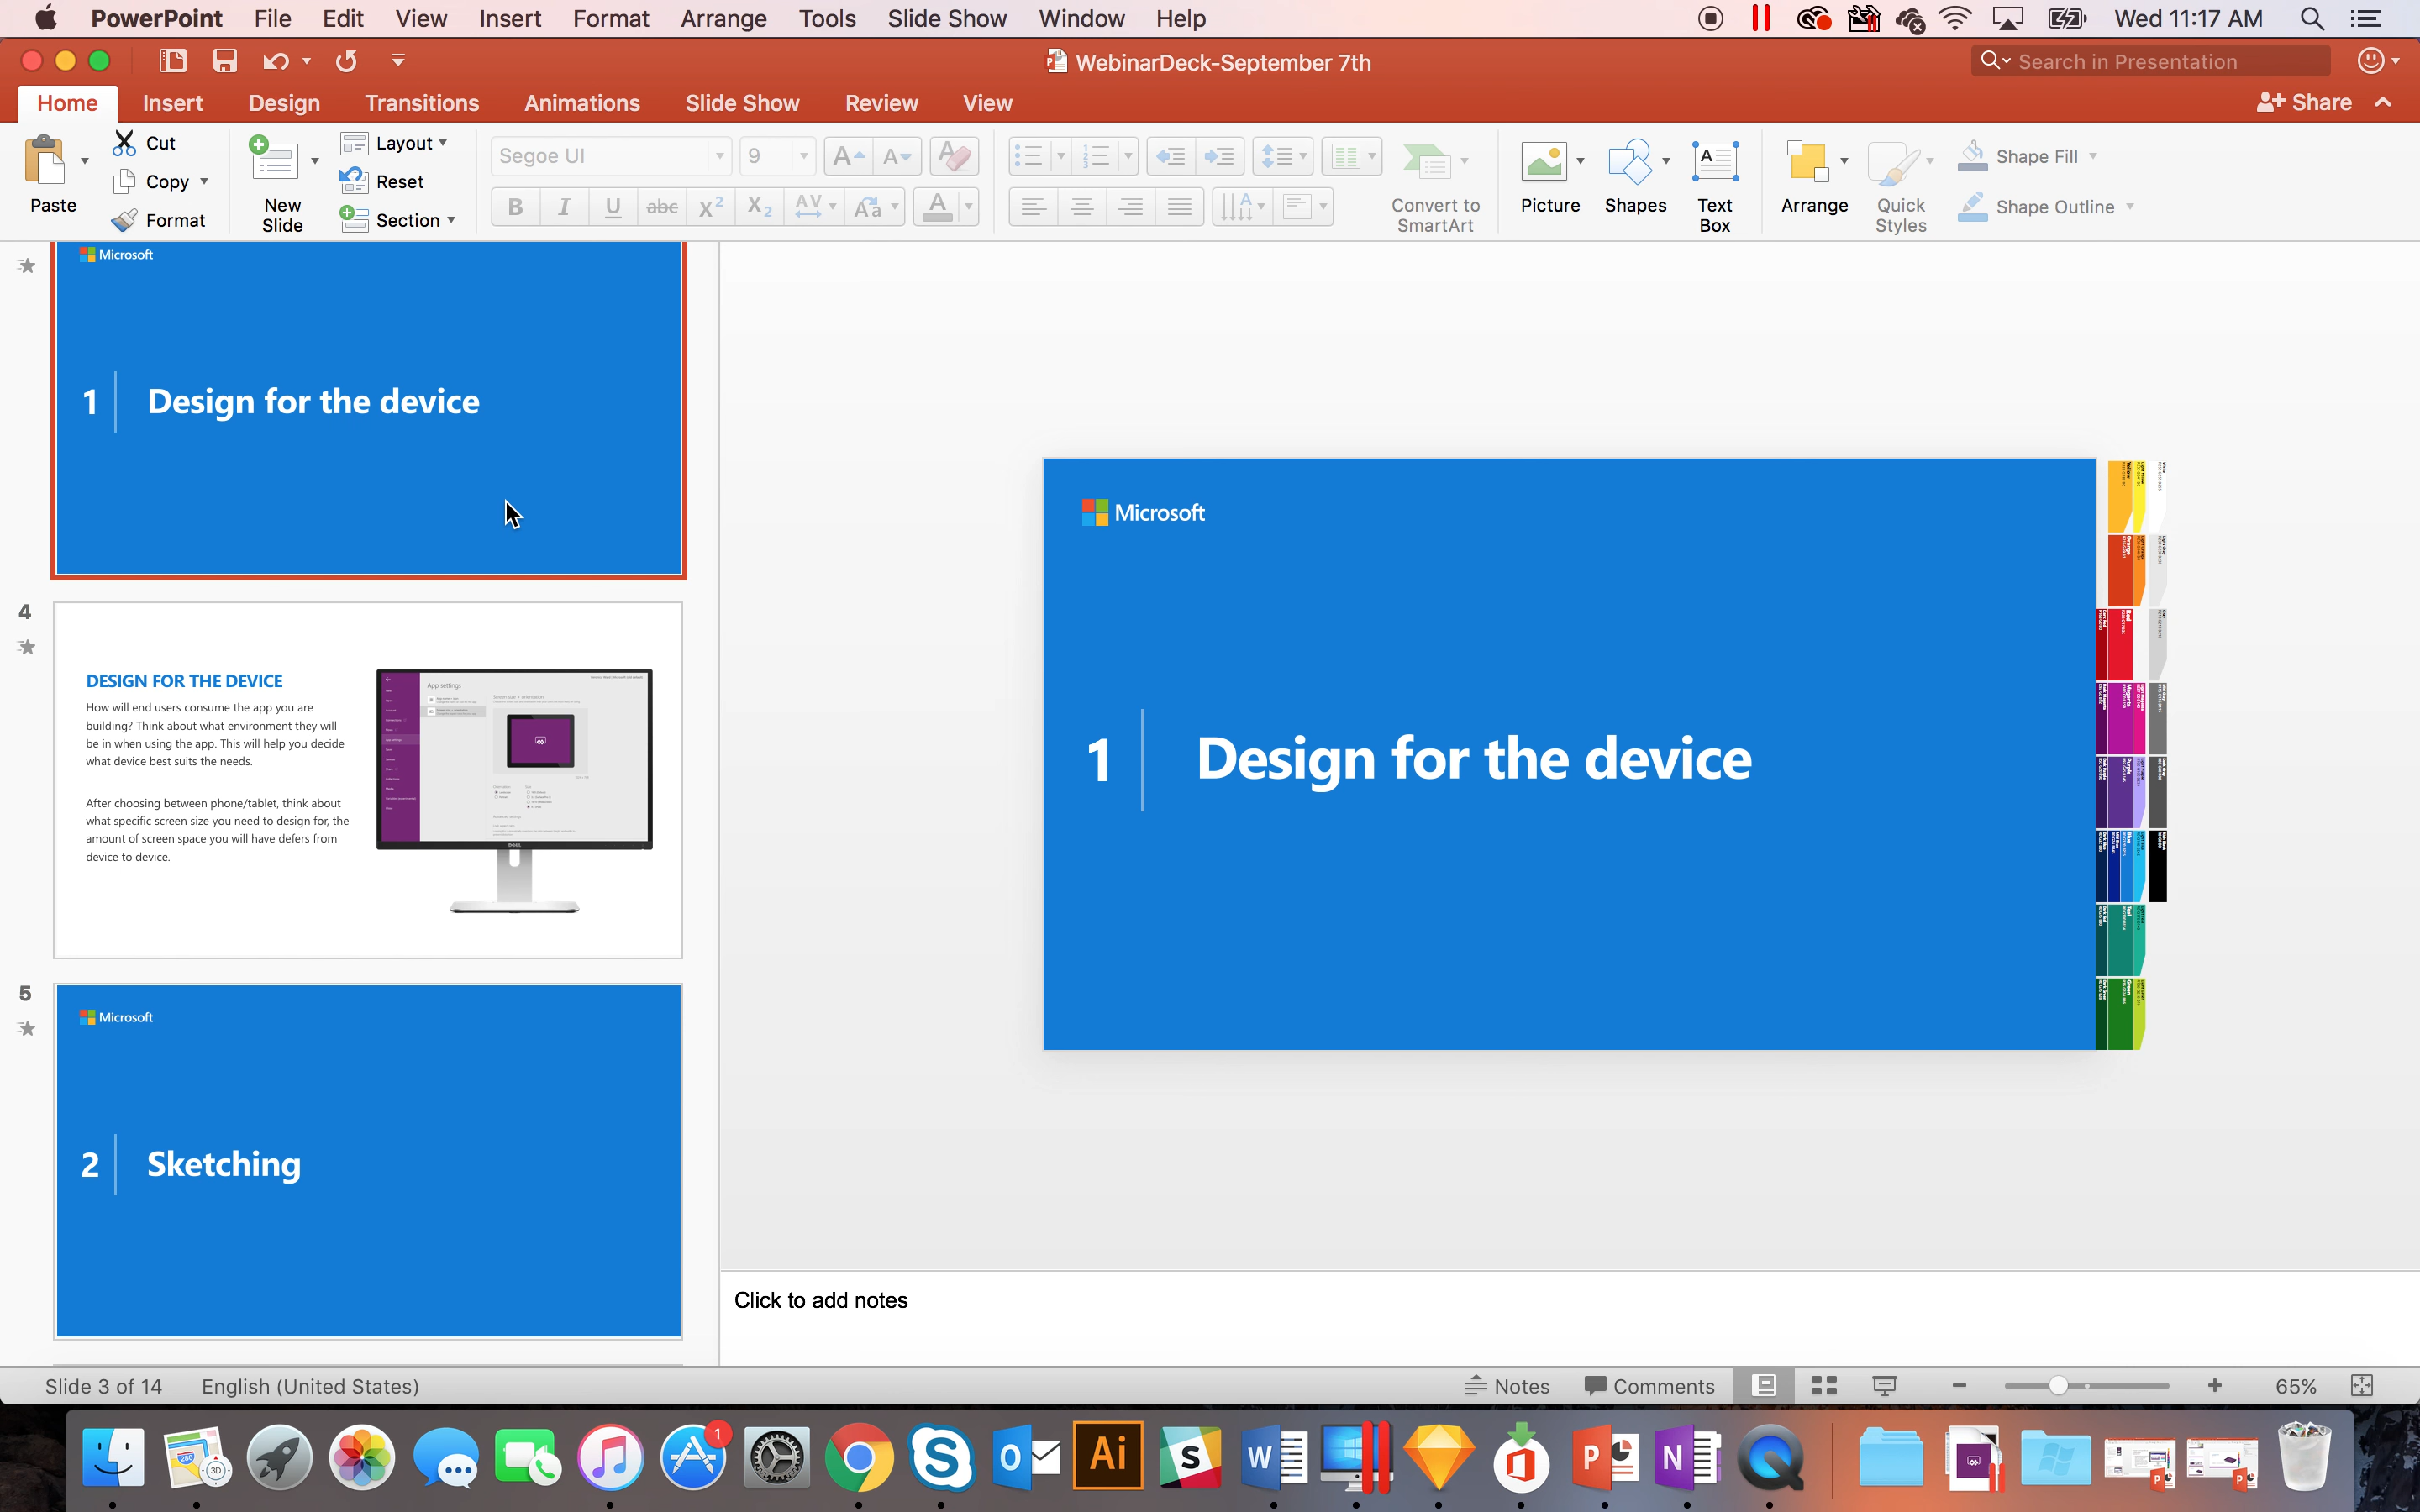 PowerPoint File Edit View Insert Format Arrange Tools Slide Show Window Help Wed 11:17 AM
WebinarDeck-September 7th
Search in Presentation
Home Insert Design Transitions Animations Slide Show Review View Share
Paste
Cut
Copy
Format
New
Slide
Layout
Reset
Section
Segoe UI 9
Convert to
SmartArt
Picture
Shapes
Text
Box
Arrange
Quick
Styles
Shape Fill
Shape Outline
Microsoft
1 Design for the device
4
DESIGN FOR THE DEVICE
How will end users consume the app you are
building? Think about what environment they will
be in when using the app. This will help you decide
what device best suits the needs.
After choosing between phone/tablet, think about
what specific screen size you need to design for, the
amount of screen space you will have defers from
device to device.
App settings
5
Microsoft
2 Sketching
Microsoft
1 Design for the device
Click to add notes
Slide 3 of 14 English (United States) Notes Comments 65%